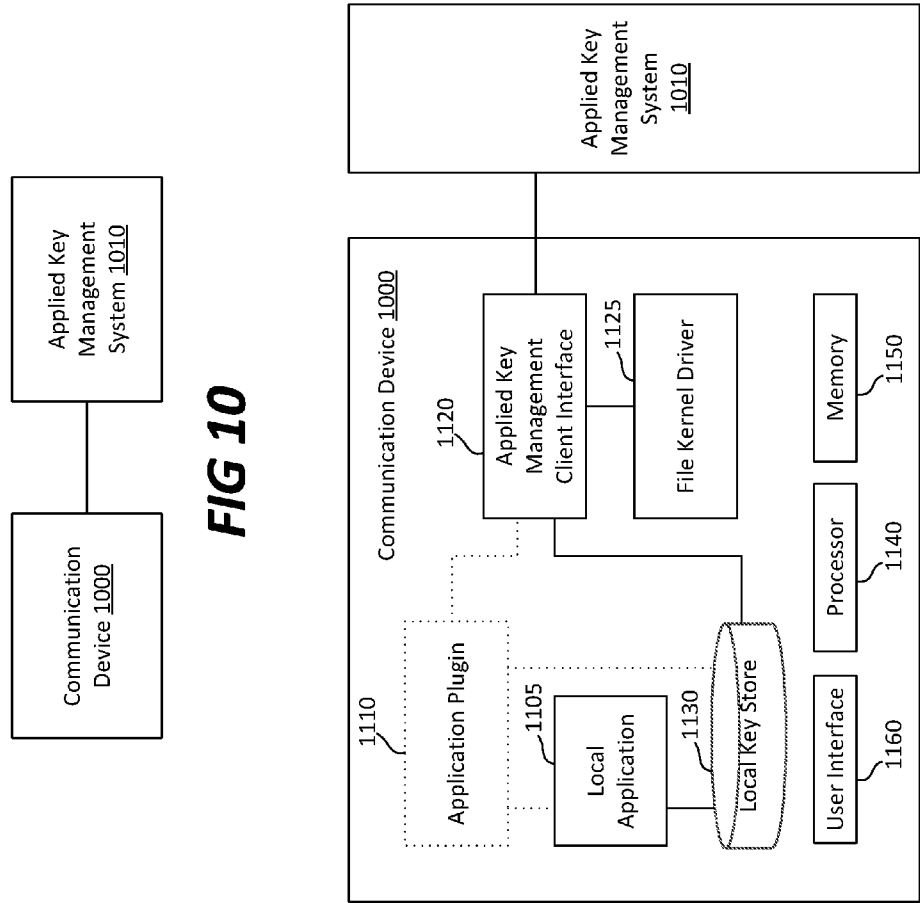 Communication
Device 1000
Applied Key
Management
System 1010
FIG 10
Communication Device 1000
1110
Application Plugin
1120
Applied Key
Management
Client Interface
1105
Local
Application
1125
File Kernel Driver
1130
Local Key Store
User Interface
1160
Processor
1140
Memory
1150
Applied Key
Management
System
1010